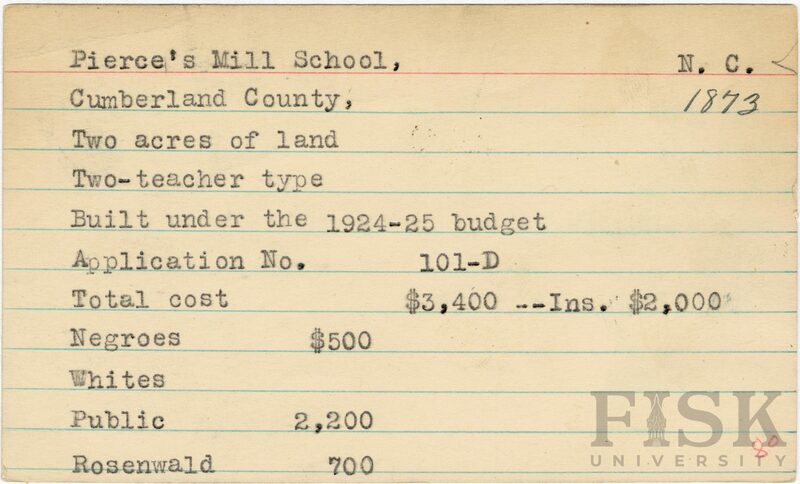 Pierce's Mill School, N. C.
Cumberland County, 1873
Two acres of land
Two-teacher type
Built under the 1924-25 budget
Application No. 101-D
Total cost $3,400 --Ins. $2,000
Negroes $500
Whites
Public 2,200
Rosenwald 700
FISK
UNIVERSITY
80